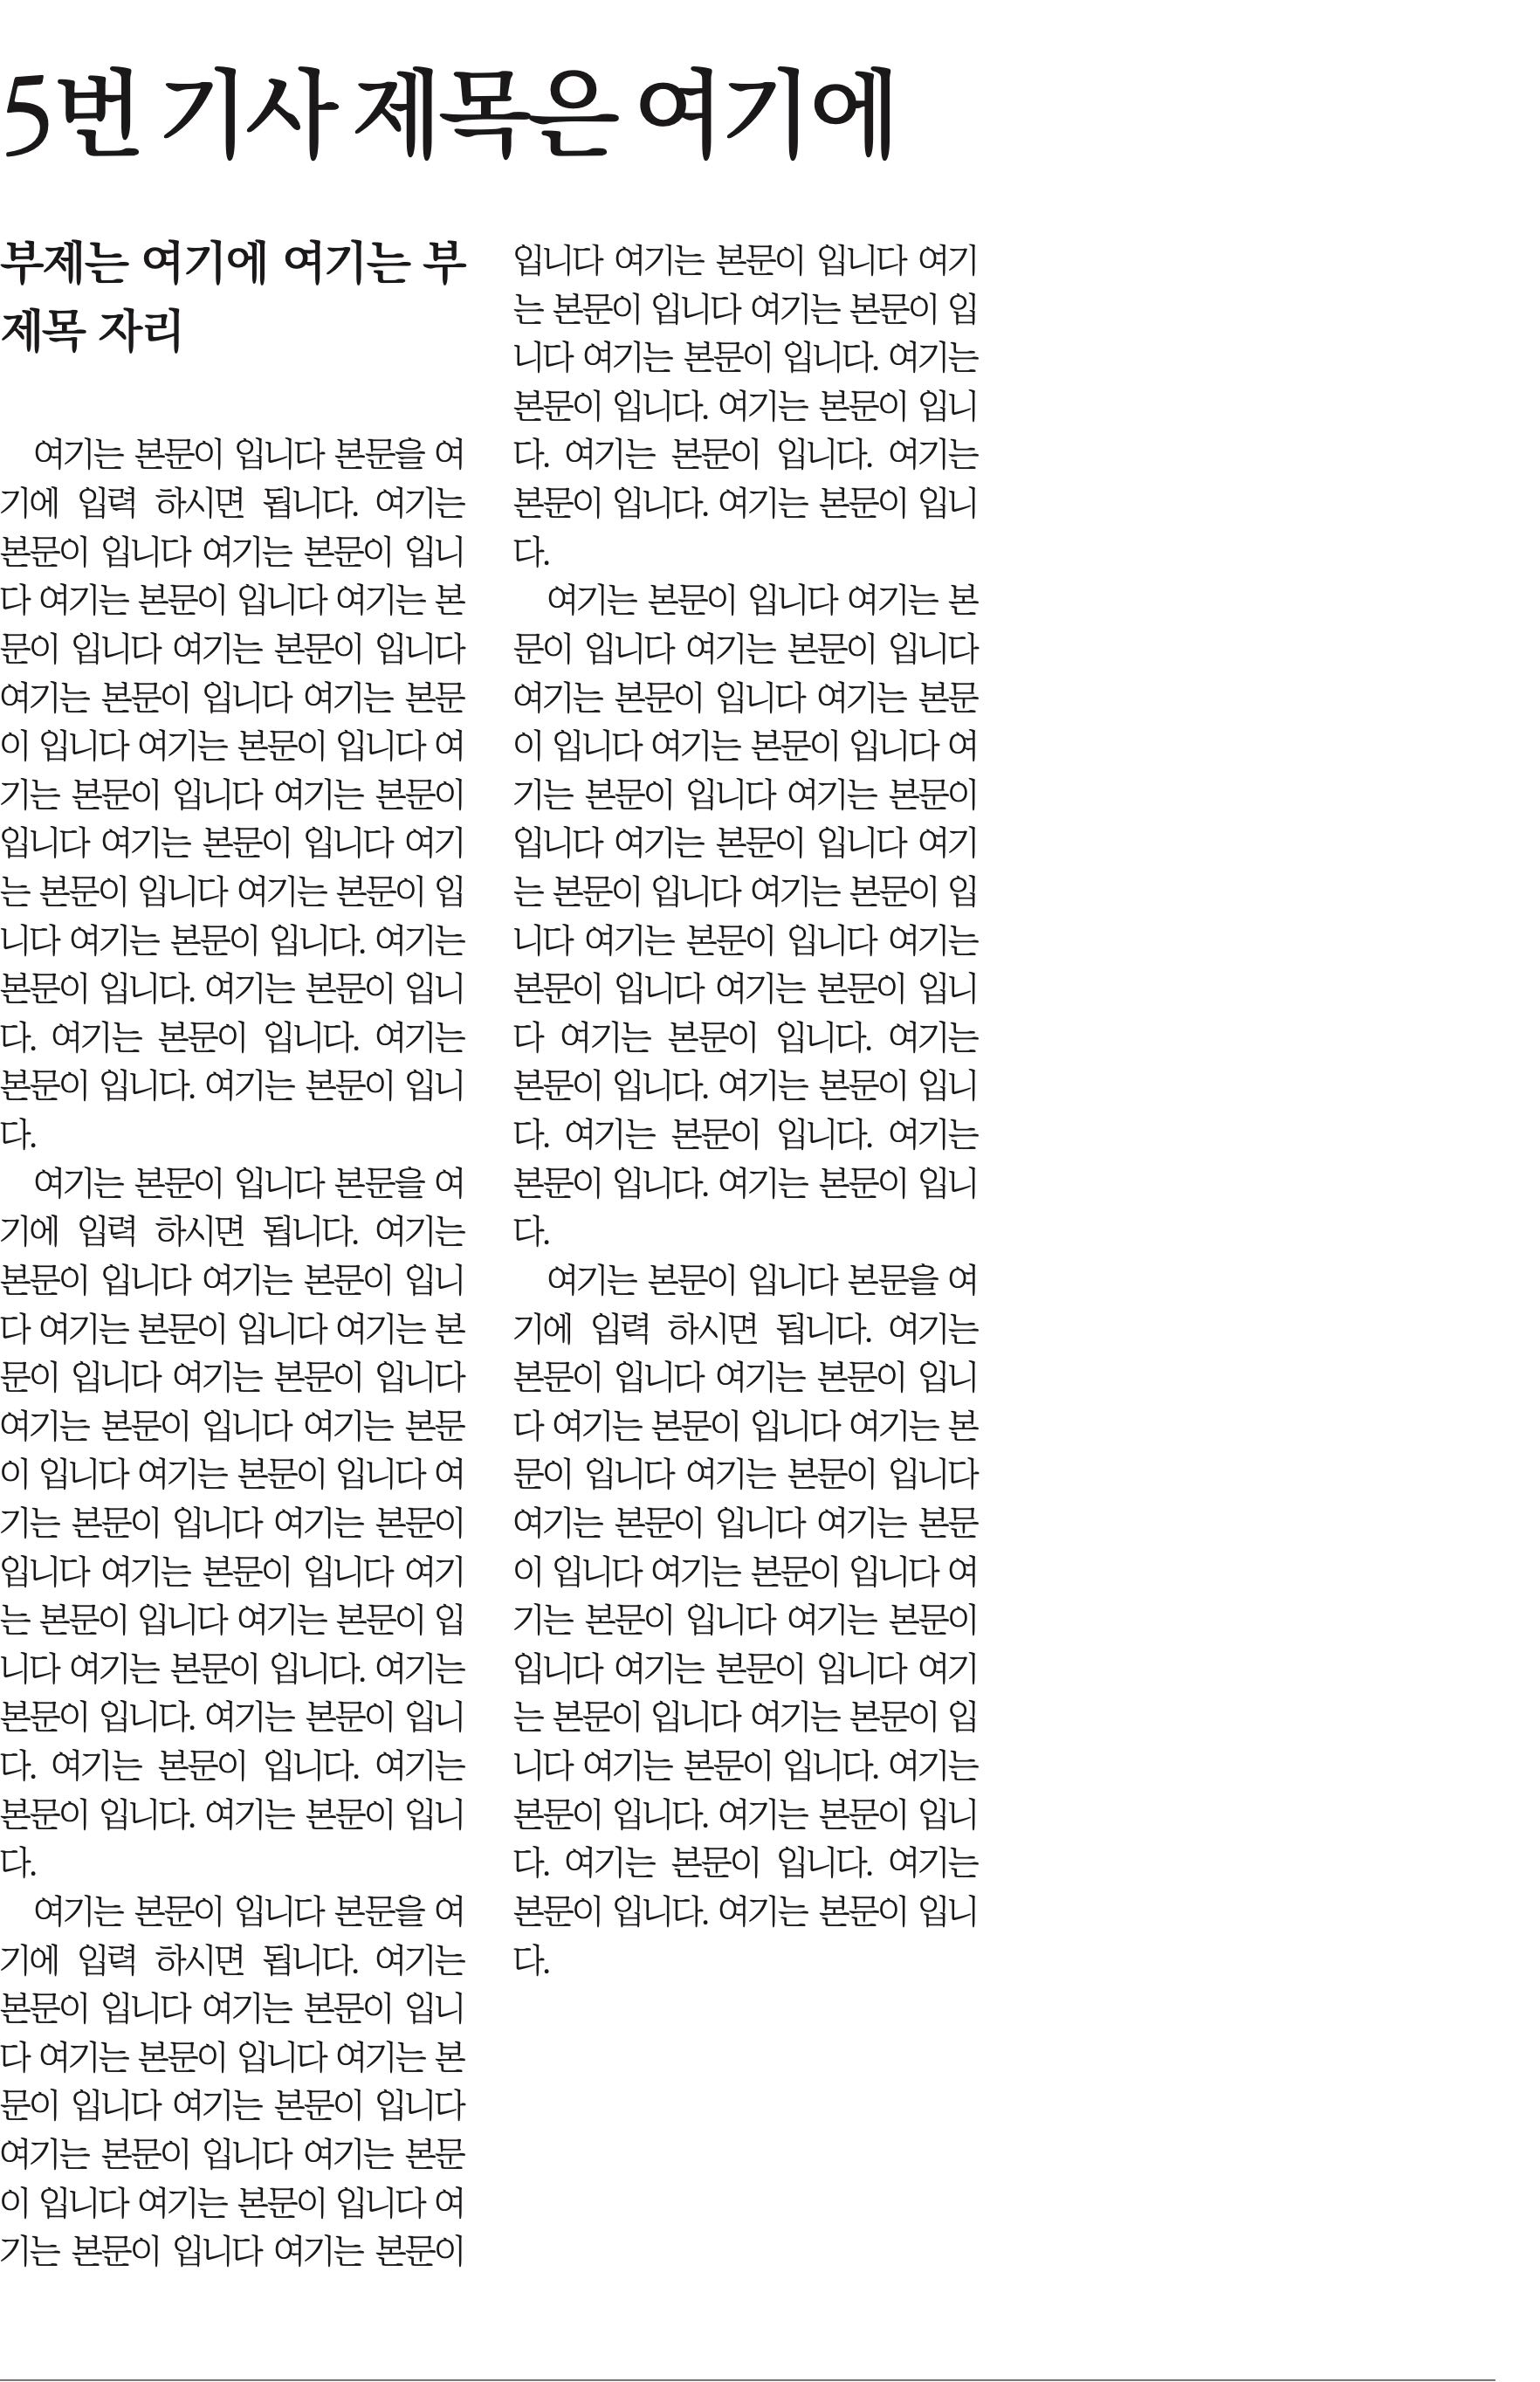 5번 기사 제목은 여기에
부제는 여기에 여기는 부
제목 자리
여기는 본문이 입니다 본문을 여
기에 입력 하시면 됩니다. 여기는
본문이 입니다 여기는 본문이 입니
다 여기는 본문이 입니다 여기는 본
문이 입니다 여기는 본문이 입니다
여기는 본문이 입니다 여기는 본문
이 입니다 여기는 본문이 입니다 여
기는 본문이 입니다 여기는 본문이
입니다 여기는 본문이 입니다 여기
는 본문이 입니다 여기는 본문이 입
니다 여기는 본문이 입니다. 여기는
본문이 입니다. 여기는 본문이 입니
다. 여기는 본문이 입니다. 여기는
본문이 입니다. 여기는 본문이 입니
다.
여기는 본문이 입니다 본문을 여
기에 입력 하시면 됩니다. 여기는
본문이 입니다 여기는 본문이 입니
다 여기는 본문이 입니다 여기는 본
문이 입니다 여기는 본문이 입니다
여기는 본문이 입니다 여기는 본문
이 입니다 여기는 본문이 입니다 여
기는 본문이 입니다 여기는 본문이
입니다 여기는 본문이 입니다 여기
는 본문이 입니다 여기는 본문이 입
니다 여기는 본문이 입니다. 여기는
본문이 입니다. 여기는 본문이 입니
다. 여기는 본문이 입니다. 여기는
본문이 입니다. 여기는 본문이 입니
다.
여기는 본문이 입니다 본문을 여
기에 입력 하시면 됩니다. 여기는
본문이 입니다 여기는 본문이 입니
다 여기는 본문이 입니다 여기는 본
문이 입니다 여기는 본문이 입니다
여기는 본문이 입니다 여기는 본문
이 입니다 여기는 본문이 입니다 여
기는 본문이 입니다 여기는 본문이
입니다 여기는 본문이 입니다 여기
는 본문이 입니다 여기는 본문이 입
니다 여기는 본문이 입니다. 여기는
본문이 입니다. 여기는 본문이 입니
다. 여기는 본문이 입니다. 여기는
본문이 입니다. 여기는 본문이 입니
다.
여기는 본문이 입니다 여기는 본
문이 입니다 여기는 본문이 입니다
여기는 본문이 입니다 여기는 본문
이 입니다 여기는 본문이 입니다 여
기는 본문이 입니다 여기는 본문이
입니다 여기는 본문이 입니다 여기
는 본문이 입니다 여기는 본문이 입
니다 여기는 본문이 입니다 여기는
본문이 입니다 여기는 본문이 입니
다 여기는 본문이 입니다. 여기는
본문이 입니다. 여기는 본문이 입니
다. 여기는 본문이 입니다. 여기는
본문이 입니다. 여기는 본문이 입니
다.
여기는 본문이 입니다 본문을 여
기에 입력 하시면 됩니다. 여기는
본문이 입니다 여기는 본문이 입니
다 여기는 본문이 입니다 여기는 본
문이 입니다 여기는 본문이 입니다
여기는 본문이 입니다 여기는 본문
이 입니다 여기는 본문이 입니다 여
기는 본문이 입니다 여기는 본문이
입니다 여기는 본문이 입니다 여기
는 본문이 입니다 여기는 본문이 입
니다 여기는 본문이 입니다. 여기는
본문이 입니다. 여기는 본문이 입니
다. 여기는 본문이 입니다. 여기는
본문이 입니다. 여기는 본문이 입니
다.